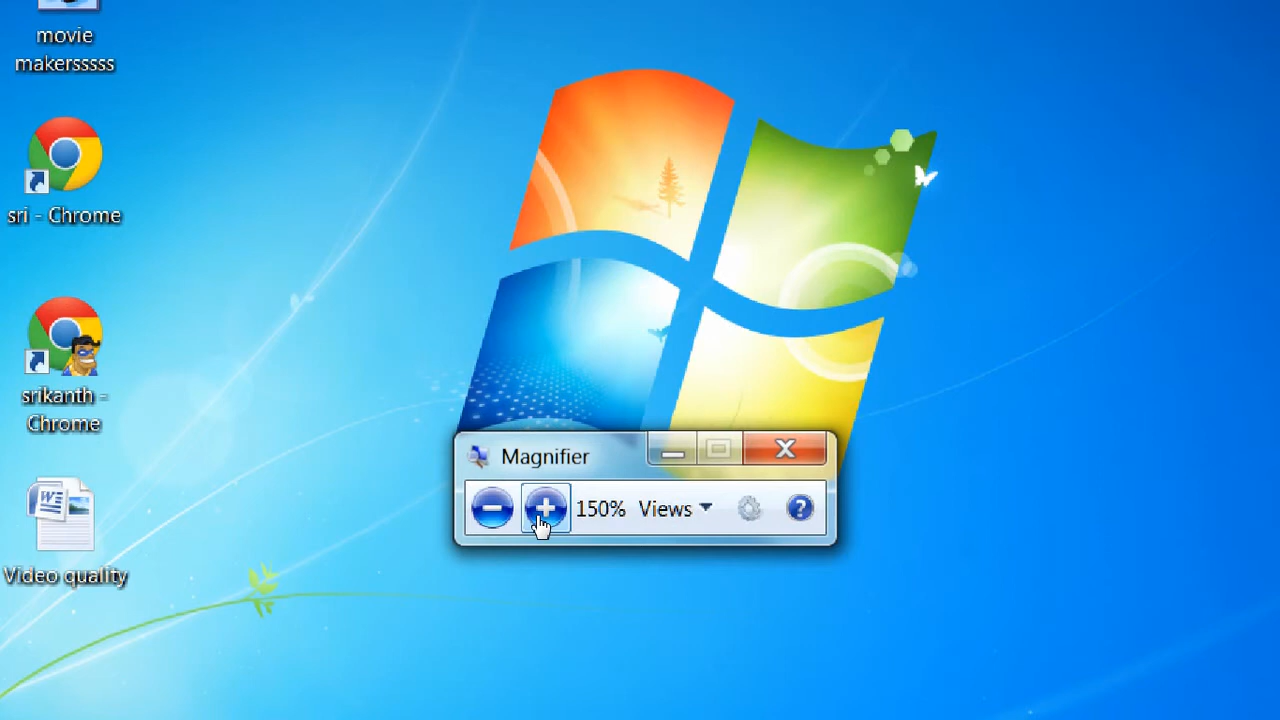 movie
makersssss
sri - Chrome
srikanth -
Chrome
Video quality
Magnifier
150% Views